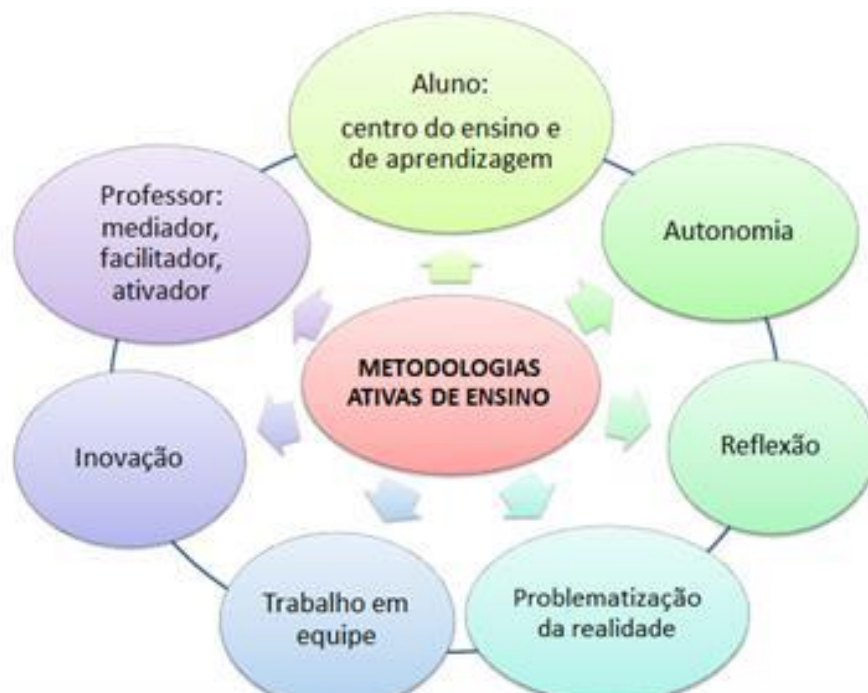 Aluno:
centro do ensino e
de aprendizagem
Autonomia
Reflexão
Problematização
da realidade
Trabalho em
equipe
Inovação
Professor:
mediador,
facilitador,
ativador
METODOLOGIAS
ATIVAS DE ENSINO